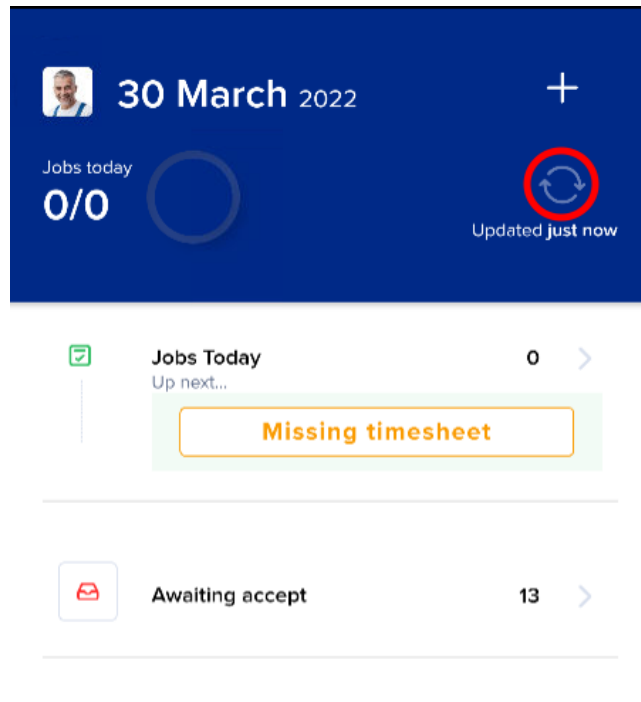 30 March 2022
Jobs today
0/0
Updated just now
Jobs Today 0
Up next...
Missing timesheet
Awaiting accept 13